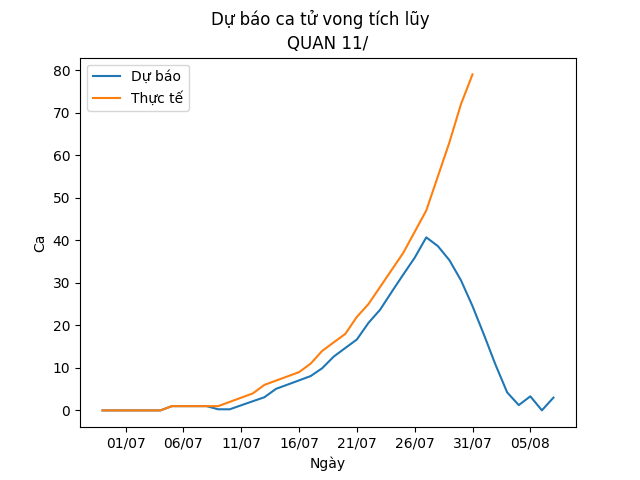 Dự báo ca tử vong tích lũy
QUAN 11/
Dự báo
Thực tế
80
70
60
50
40
30
20
10
0
Ca
01/07 06/07 11/07 16/07 21/07 26/07 31/07 05/08
Ngày